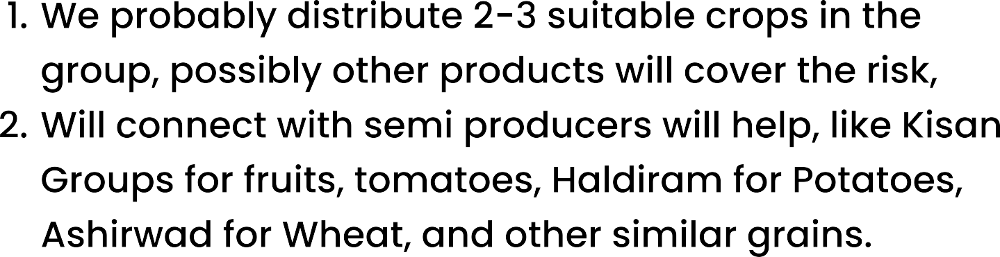 1. We probably distribute 2-3 suitable crops in the
group, possibly other products will cover the risk,
2. Will connect with semi producers will help, like Kisan
Groups for fruits, tomatoes, Haldiram for Potatoes,
Ashirwad for Wheat, and other similar grains.